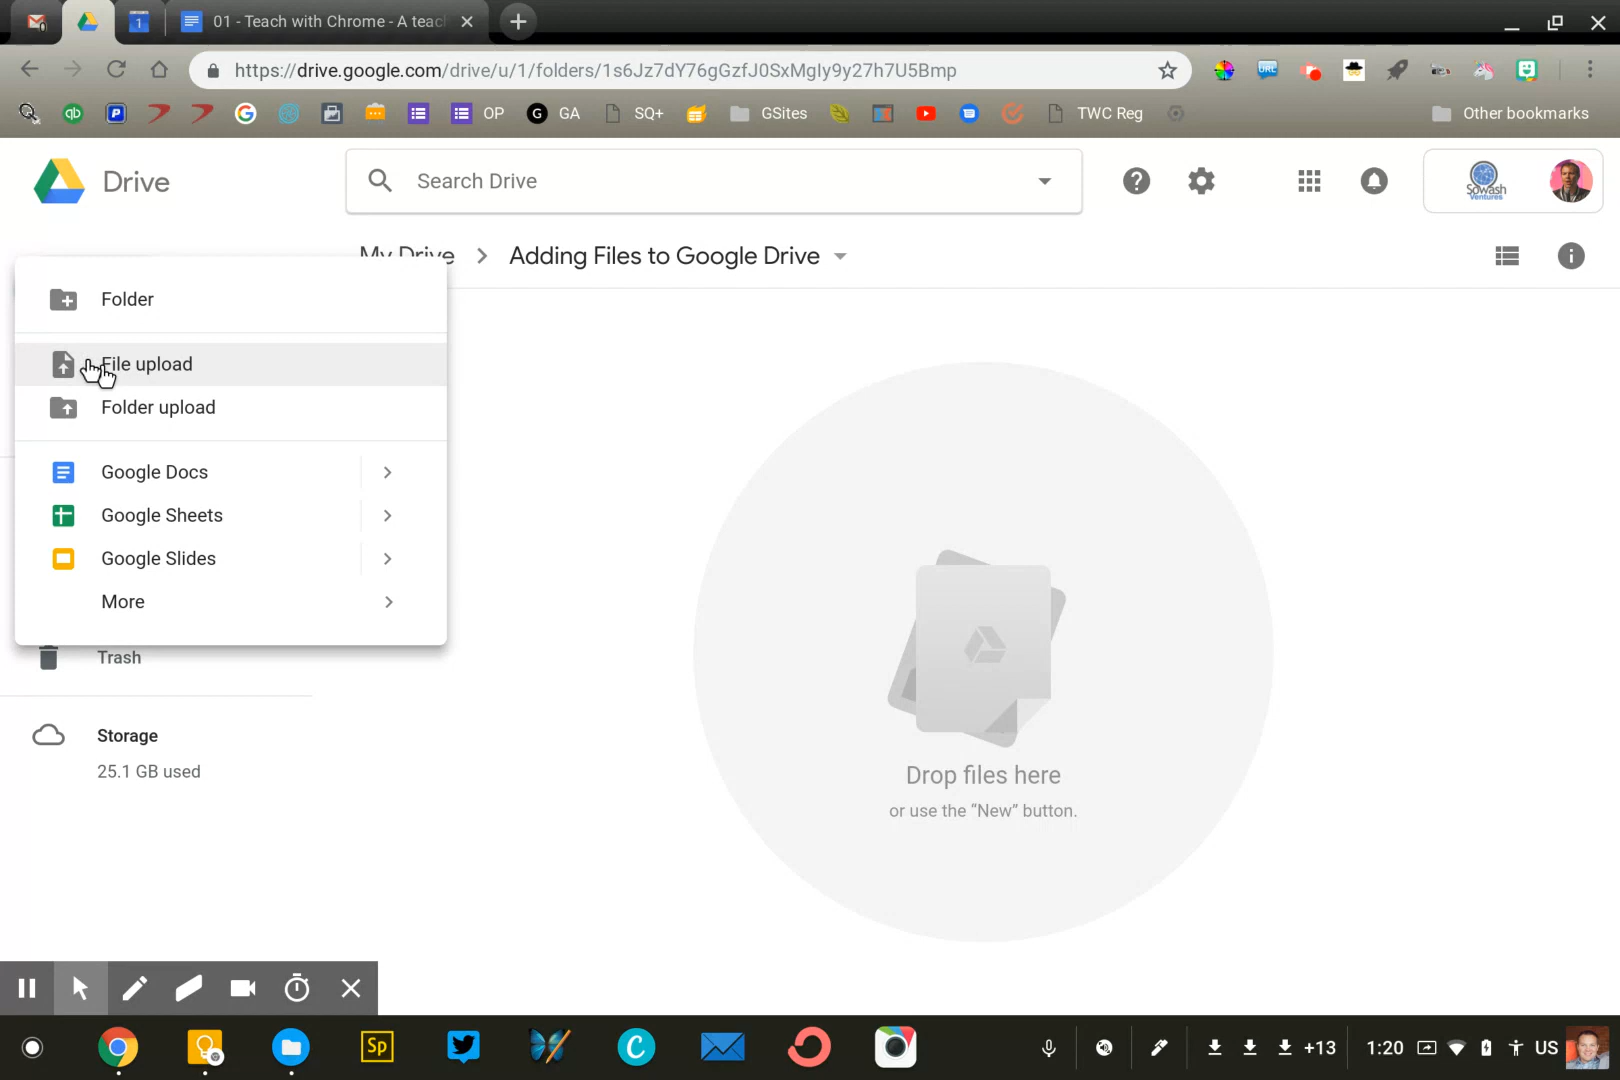 01 - Teach with Chrome - A teac
https://drive.google.com/drive/u/1/folders/1s6Jz7dY76gGzfJ0SxMgIy9y27h7U5Bmp
OP
GA
SQ+
GSites
TWC Reg
Other bookmarks
Drive
Search Drive
Sowash
Ventures
My Drive > Adding Files to Google Drive
Folder
File upload
Folder upload
Google Docs
Google Sheets
Google Slides
More
Trash
Storage
25.1 GB used
Drop files here
or use the “New” button.
+13
1:20
US